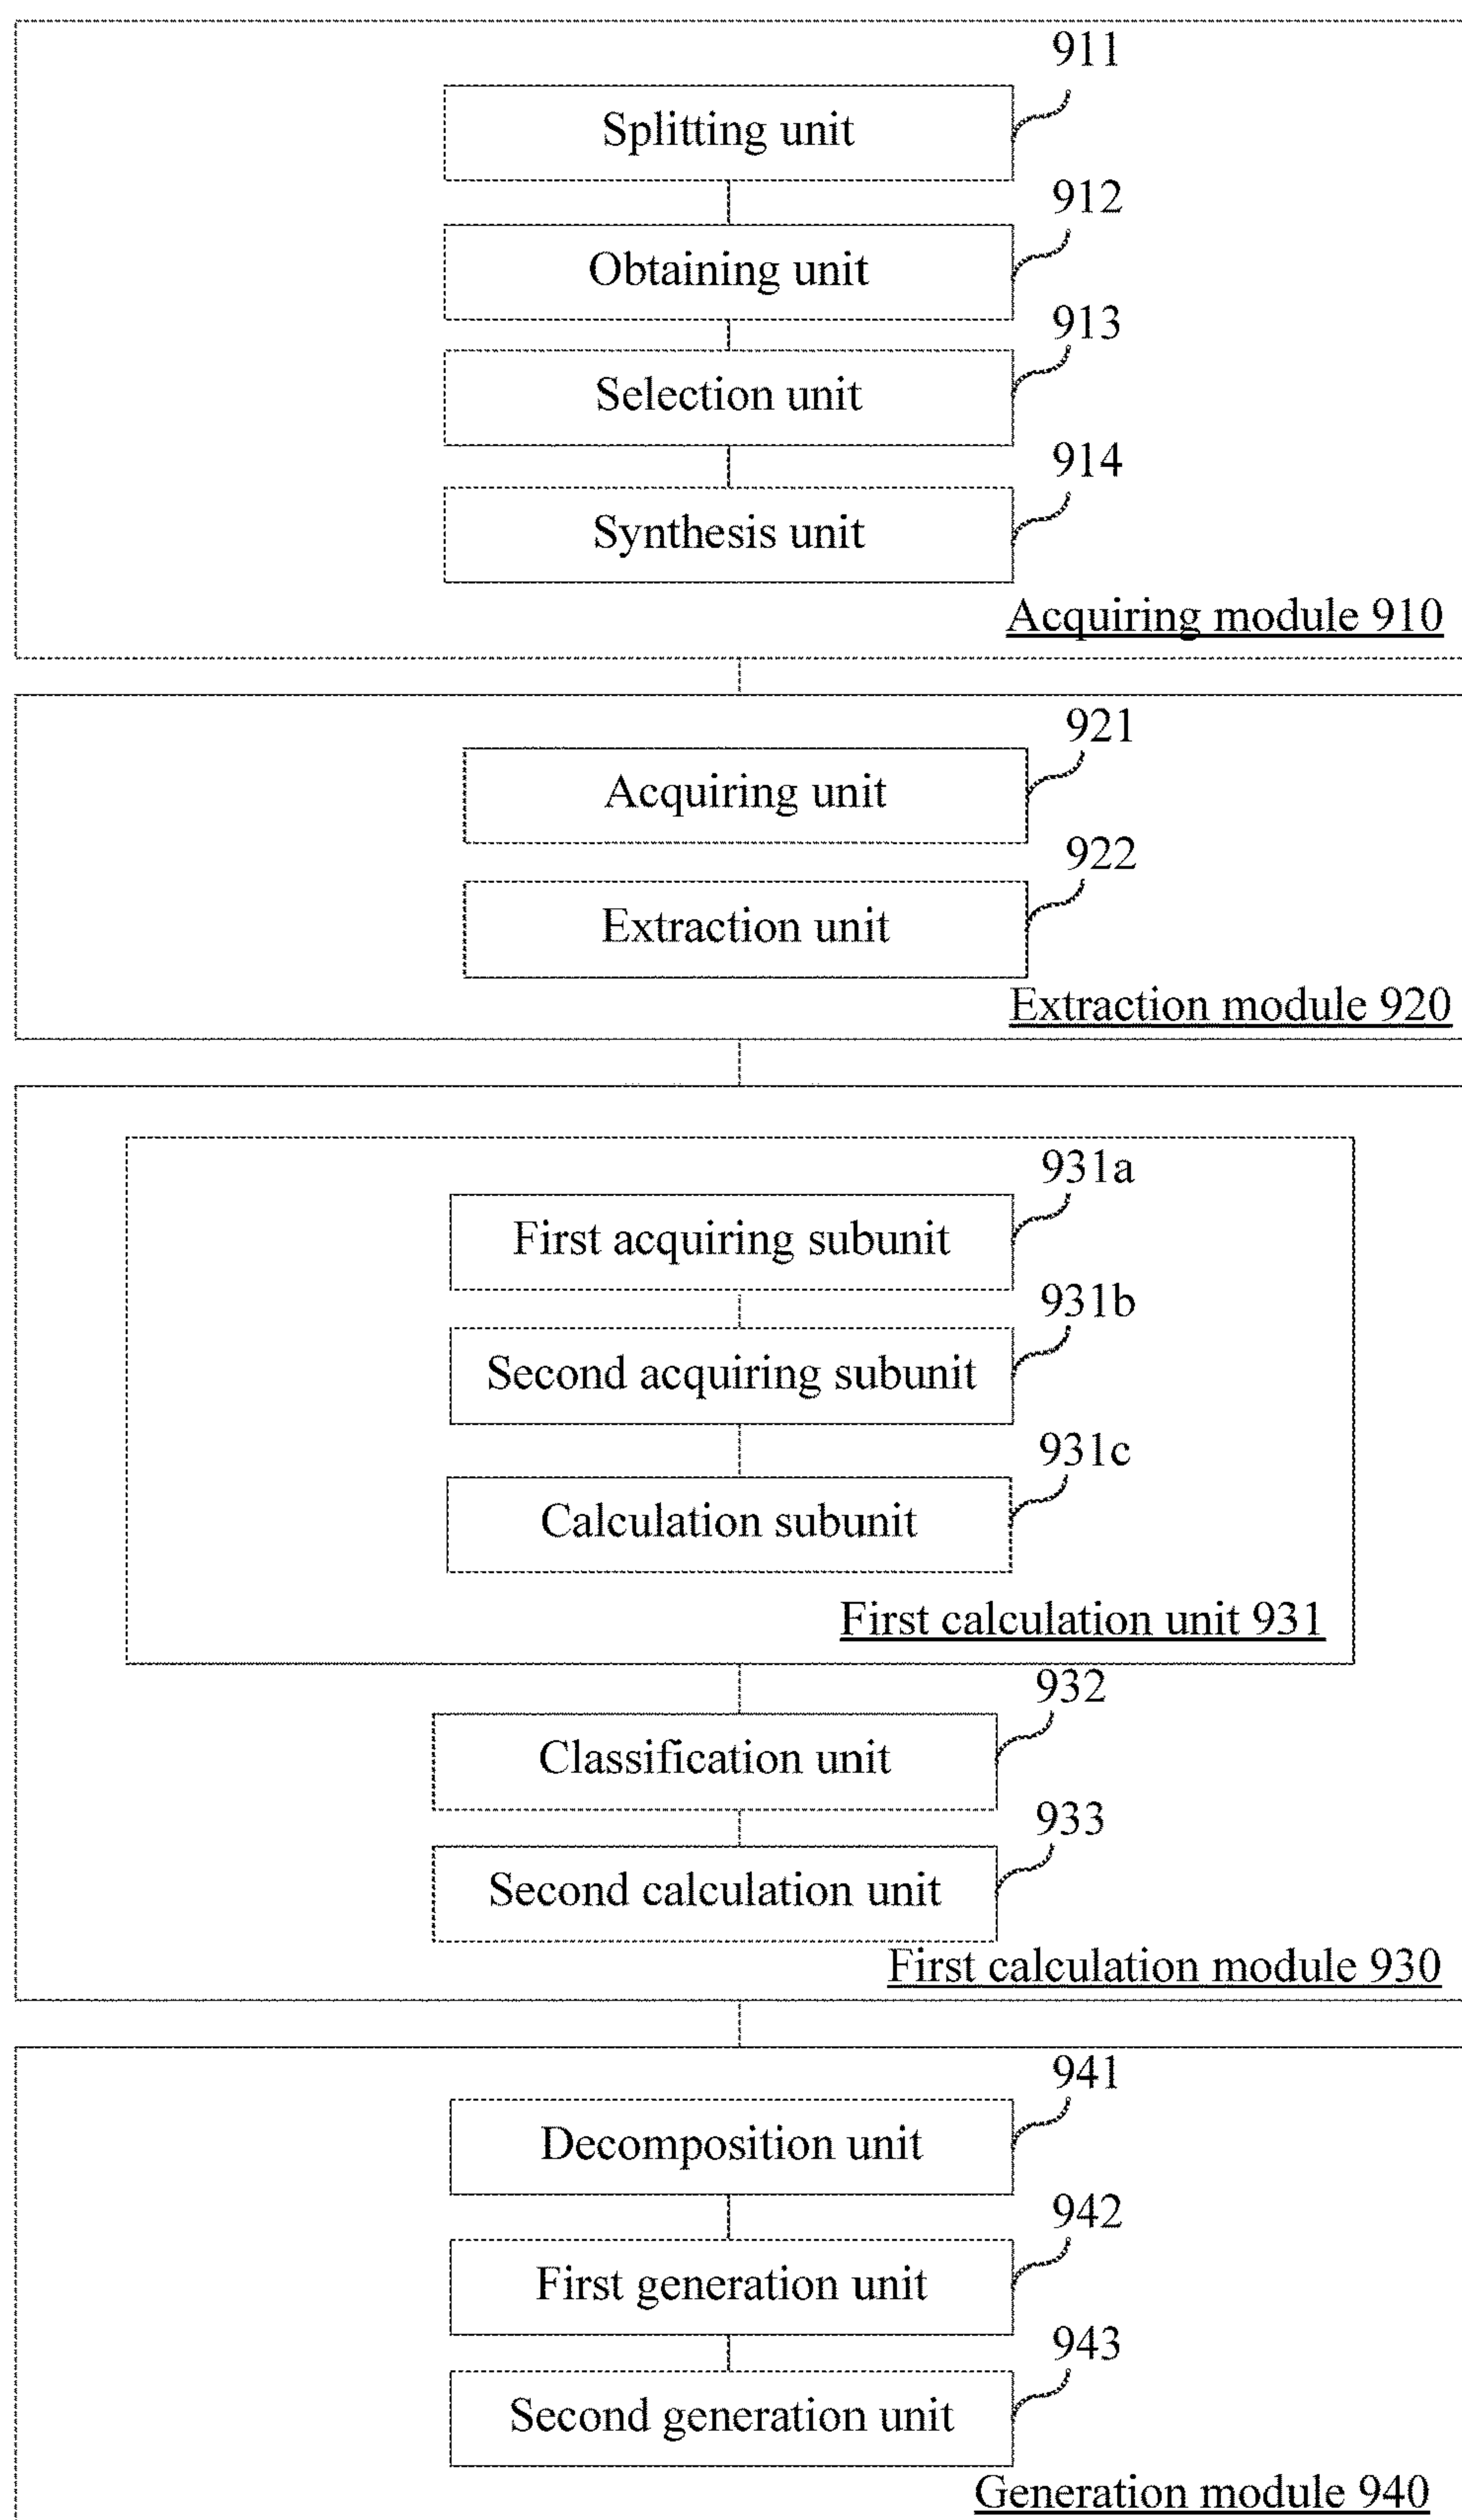 911
Splitting unit
912
Obtaining unit
913
Selection unit
914
Synthesis unit
Acquiring module 910
921
Acquiring unit
922
Extraction unit
Extraction module 920
931a
First acquiring subunit
931b
Second acquiring subunit
931c
Calculation subunit
First calculation unit 931
932
Classification unit
933
Second calculation unit
First calculation module 930
941
Decomposition unit
942
First generation unit
943
Second generation unit
Generation module 940